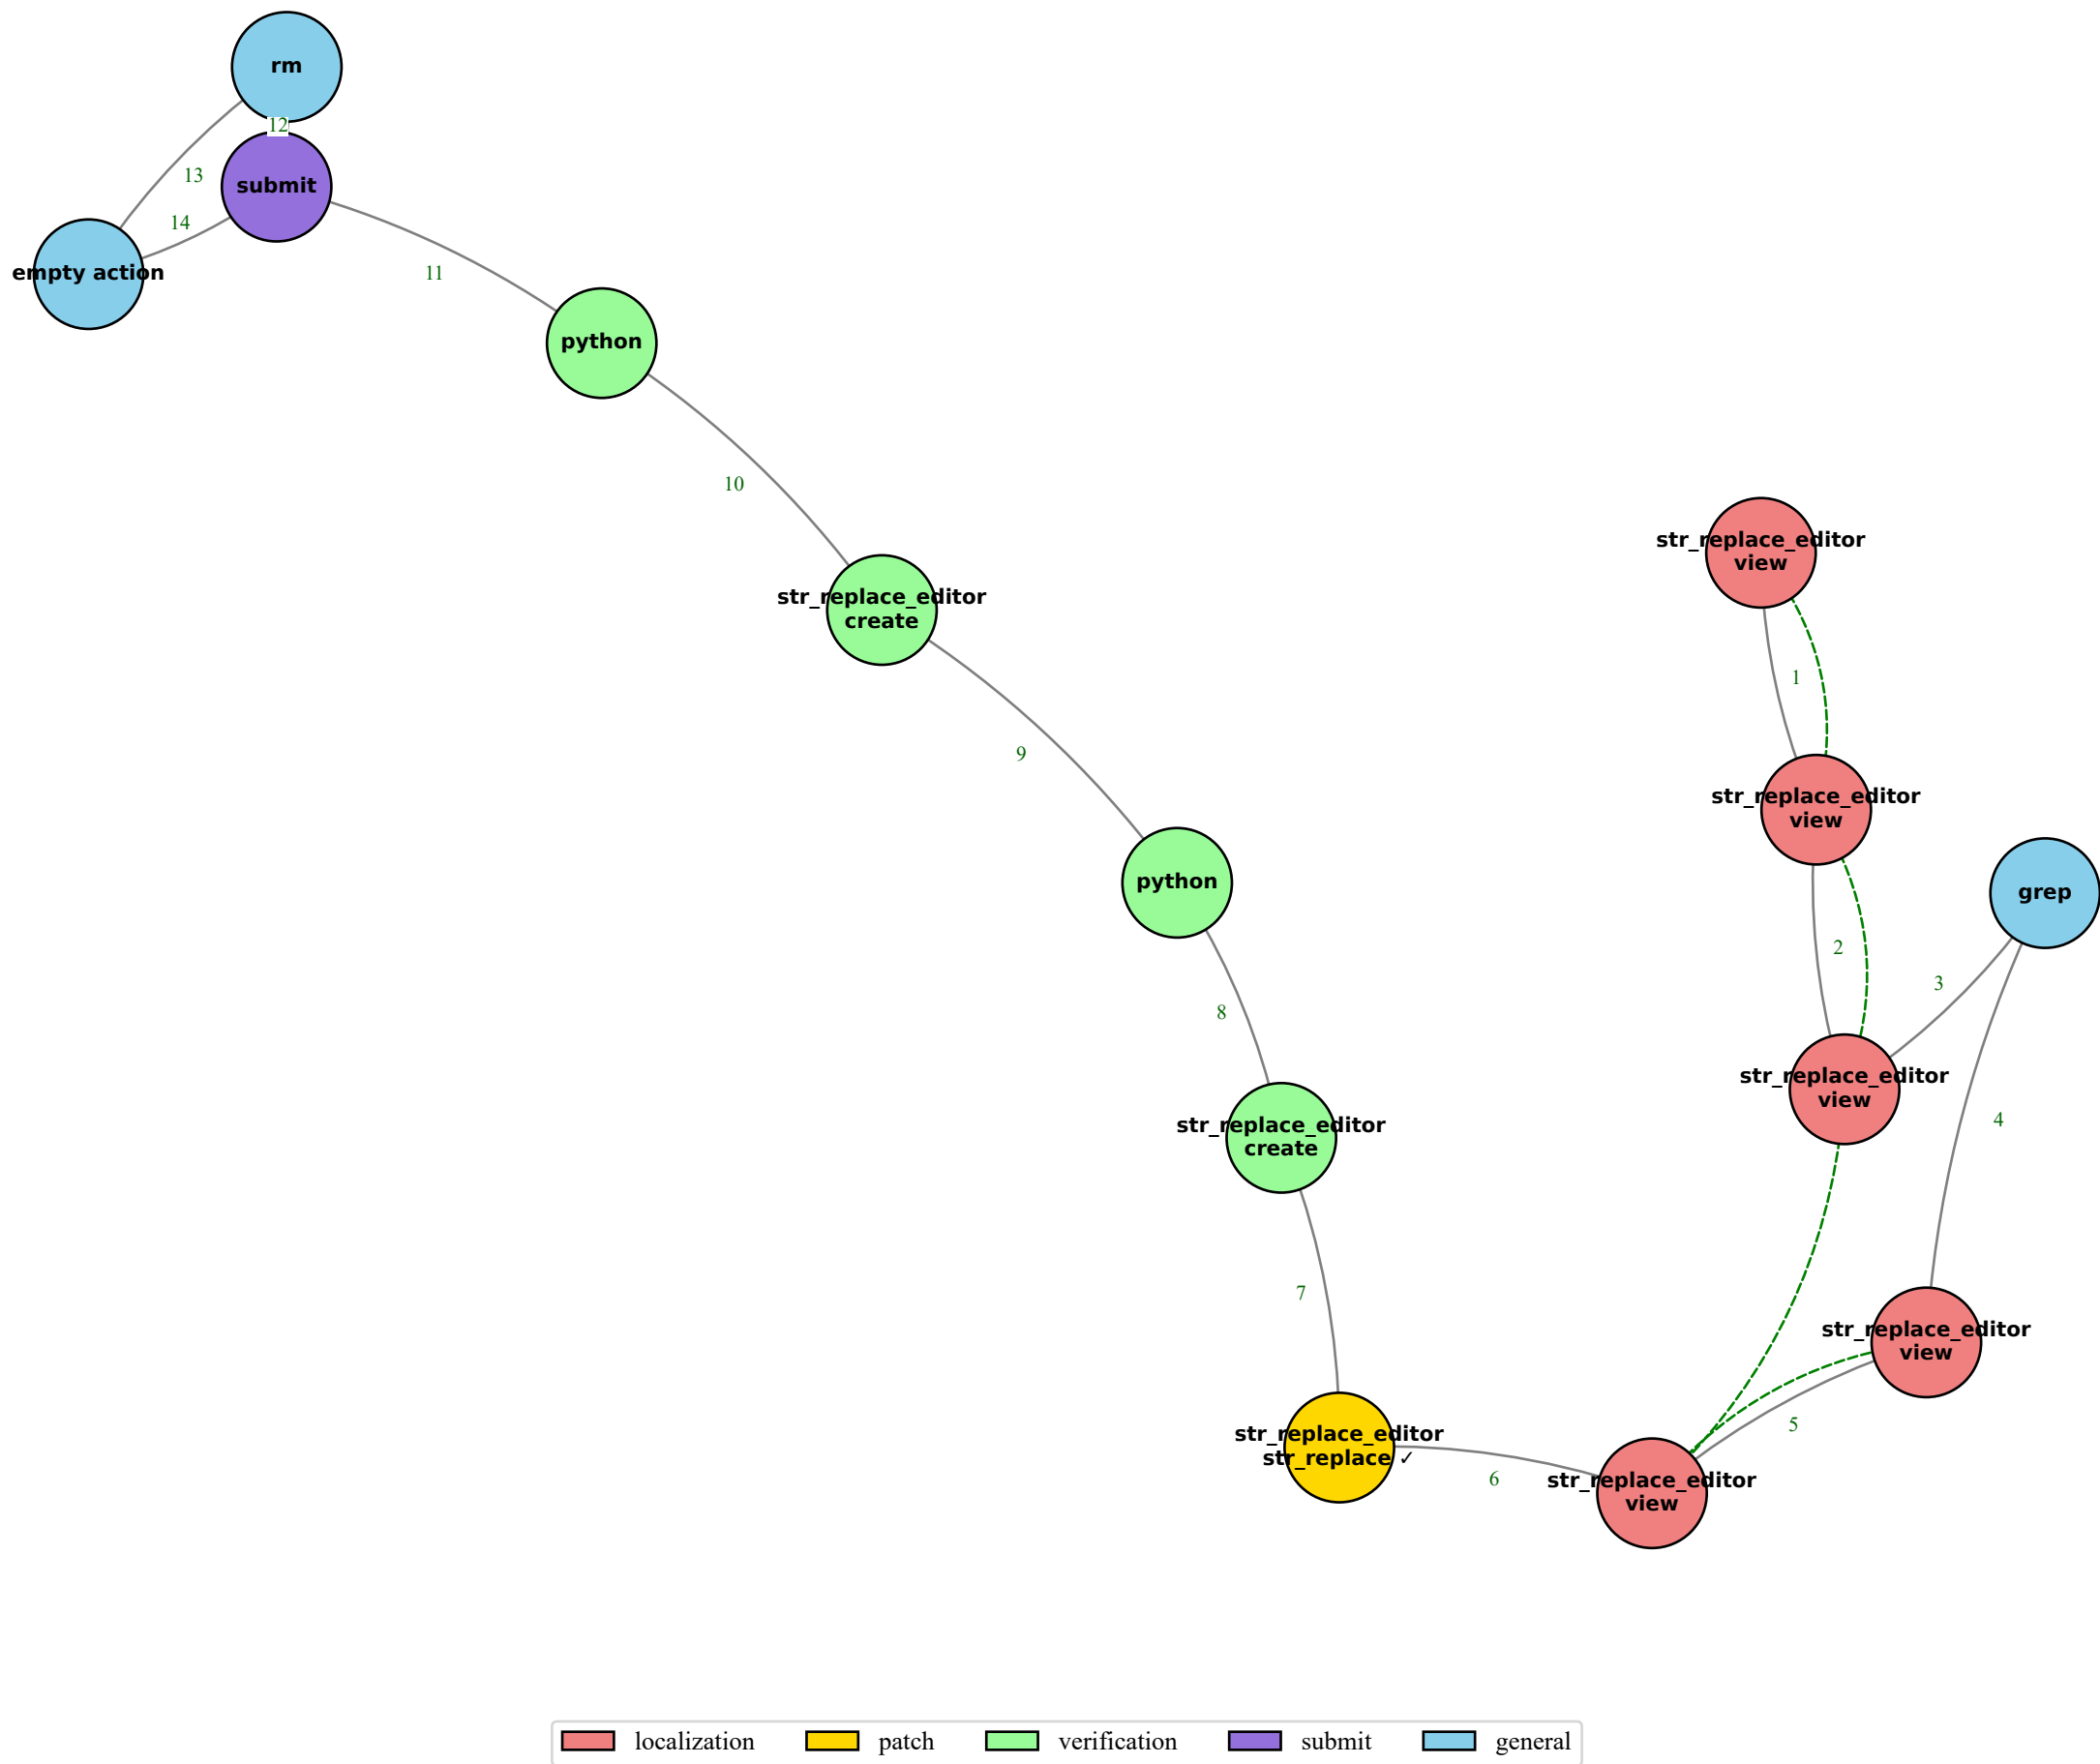 rm
12
submit
13
14
empty action
11
python
10
str_replace_editor
create
9
python
8
str_replace_editor
create
7
str_replace_editor
str_replace ✓
6
str_replace_editor
view
1
str_replace_editor
view
2
grep
3
str_replace_editor
view
4
str_replace_editor
view
5
str_replace_editor
view
localization
patch
verification
submit
general